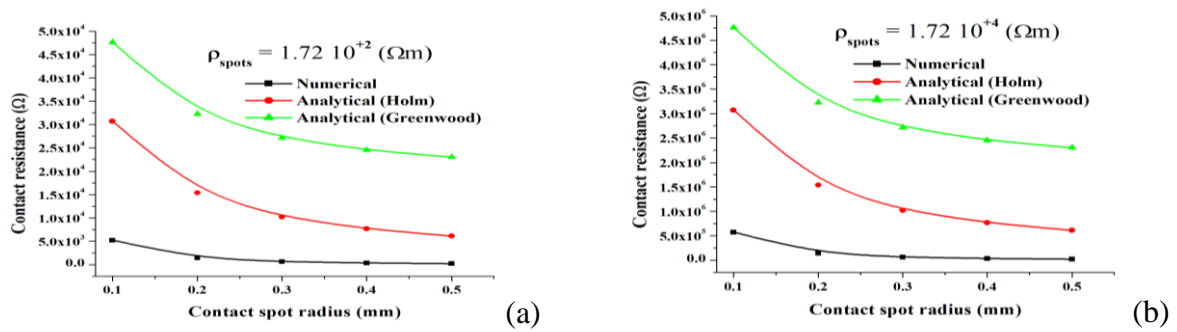 5.0x10⁴
4.5x10⁴
4.0x10⁴
3.5x10⁴
3.0x10⁴
2.5x10⁴
2.0x10⁴
1.5x10⁴
1.0x10⁴
5.0x10³
0.0
Contact resistance (Ω)
ρspots = 1.72 10⁺² (Ωm)
Numerical
Analytical (Holm)
Analytical (Greenwood)
0.1 0.2 0.3 0.4 0.5
Contact spot radius (mm)
(a)
5.0x10⁶
4.5x10⁶
4.0x10⁶
3.5x10⁶
3.0x10⁶
2.5x10⁶
2.0x10⁶
1.5x10⁶
1.0x10⁶
5.0x10⁵
0.0
Contact resistance (Ω)
ρspots = 1.72 10⁺⁴ (Ωm)
Numerical
Analytical (Holm)
Analytical (Greenwood)
0.1 0.2 0.3 0.4 0.5
Contact spot radius (mm)
(b)